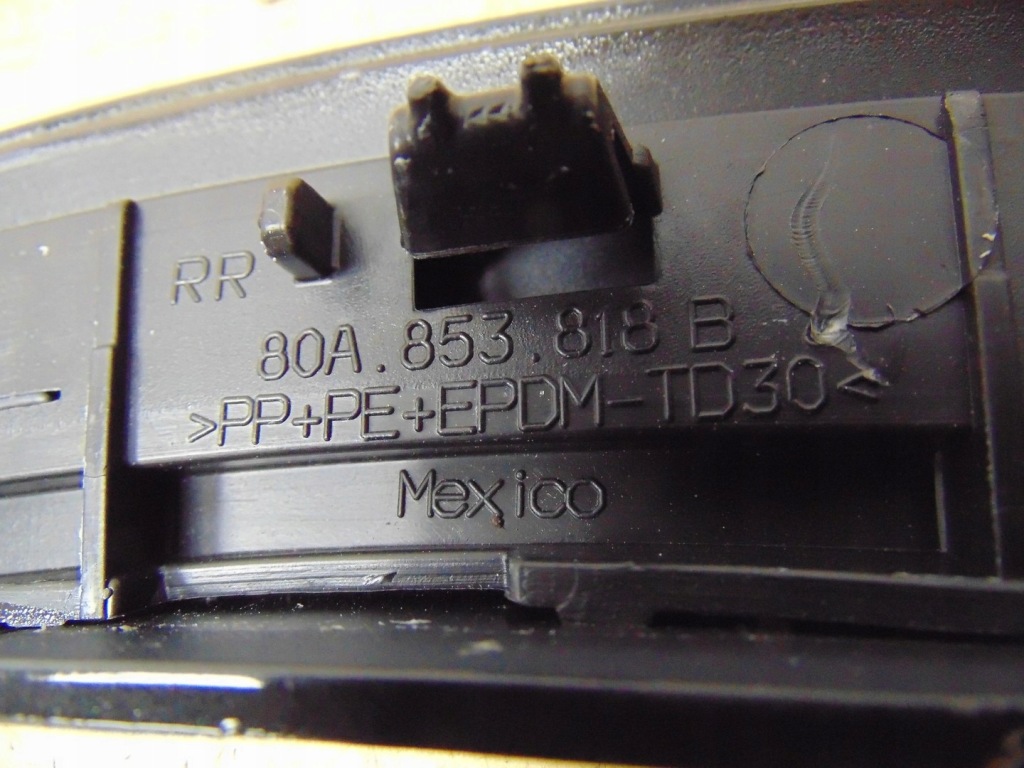 RR
80A.853.818 B
>PP+PE+EPDM-TD30<
Mexico